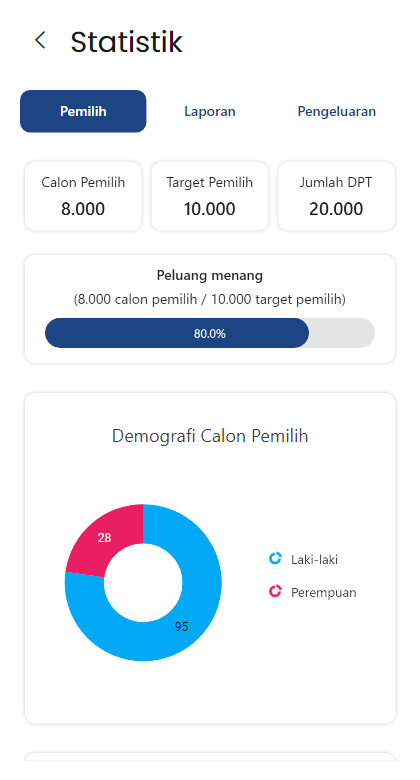 Statistik
Pemilih Laporan Pengeluaran
Calon Pemilih Target Pemilih Jumlah DPT
8.000 10.000 20.000
Peluang menang
(8.000 calon pemilih / 10.000 target pemilih)
80.0%
Demografi Calon Pemilih
28
Laki-laki
Perempuan
95